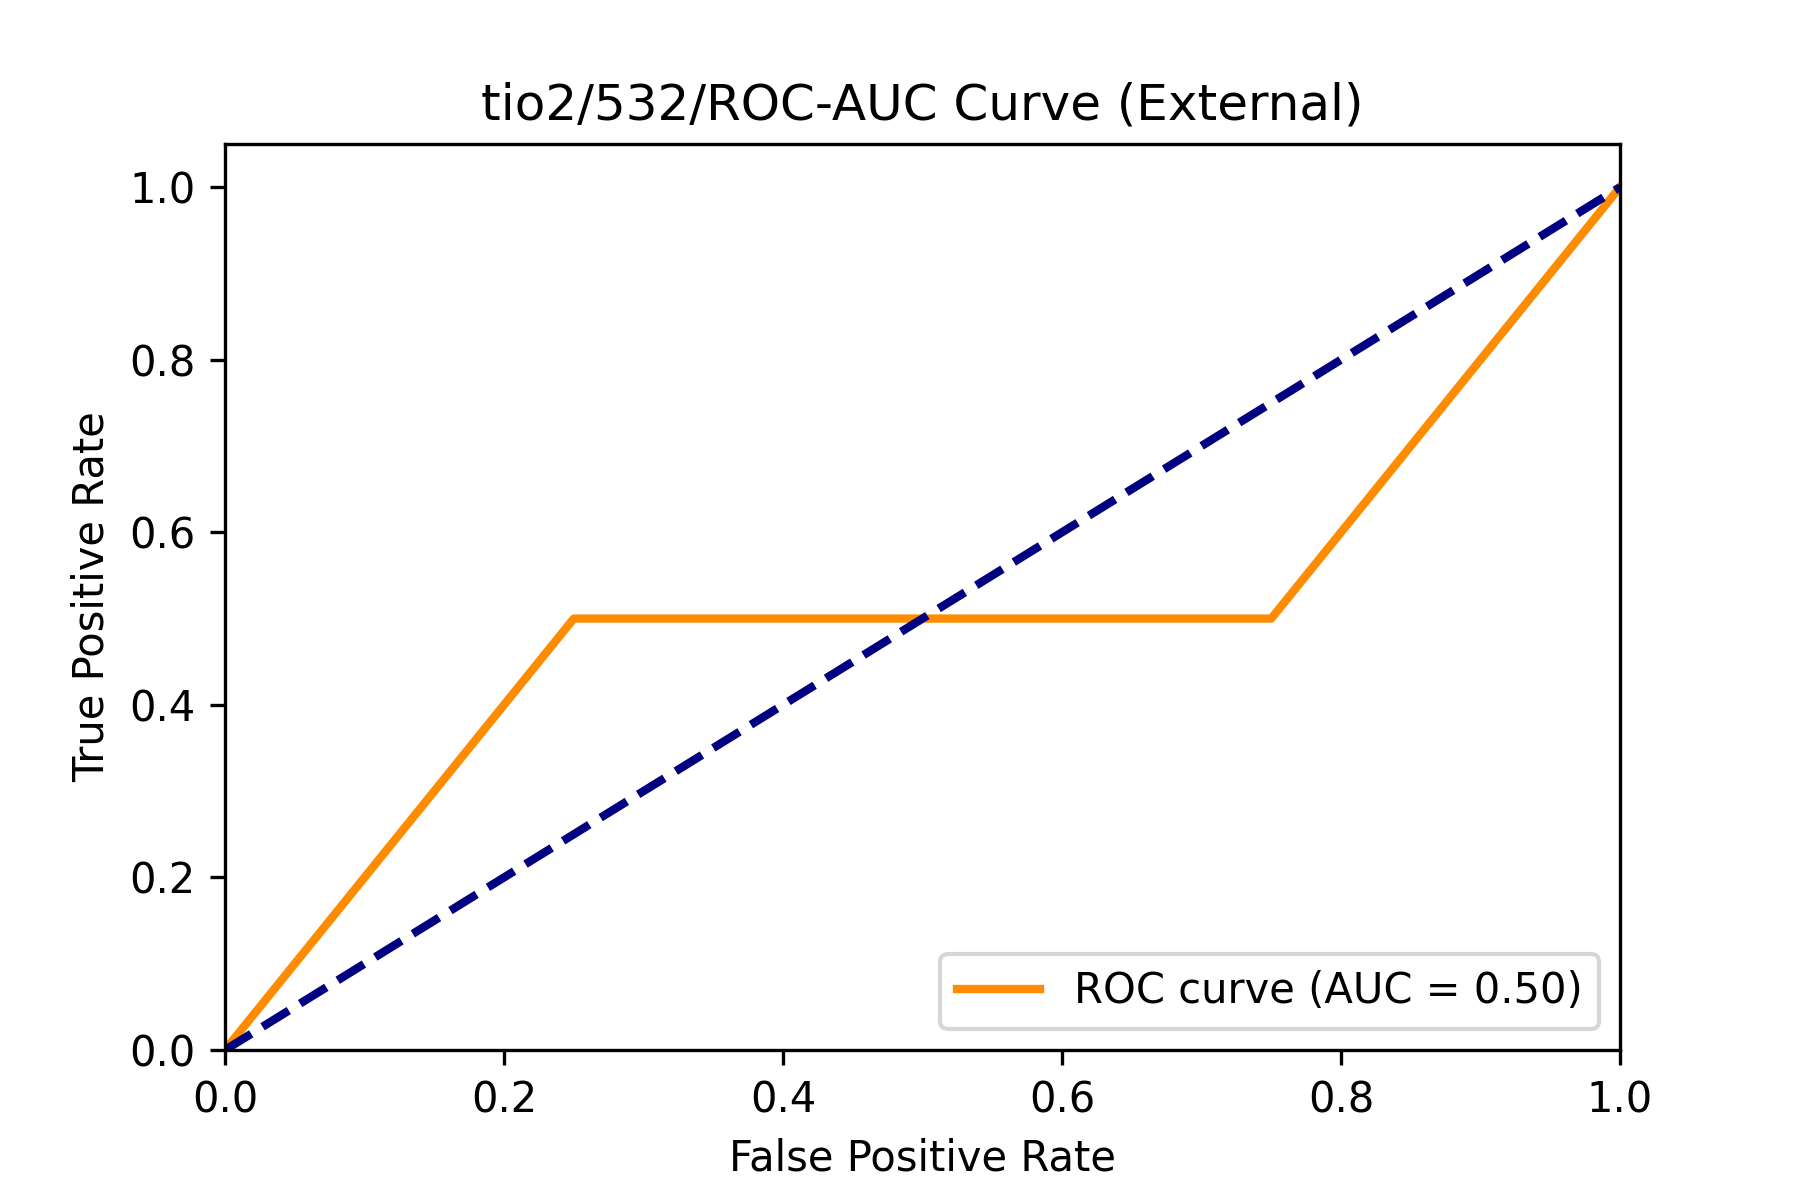 tio2/532/ROC-AUC Curve (External)
1.0
0.8
0.6
0.4
0.2
0.0
True Positive Rate
ROC curve (AUC = 0.50)
0.0 0.2 0.4 0.6 0.8 1.0
False Positive Rate